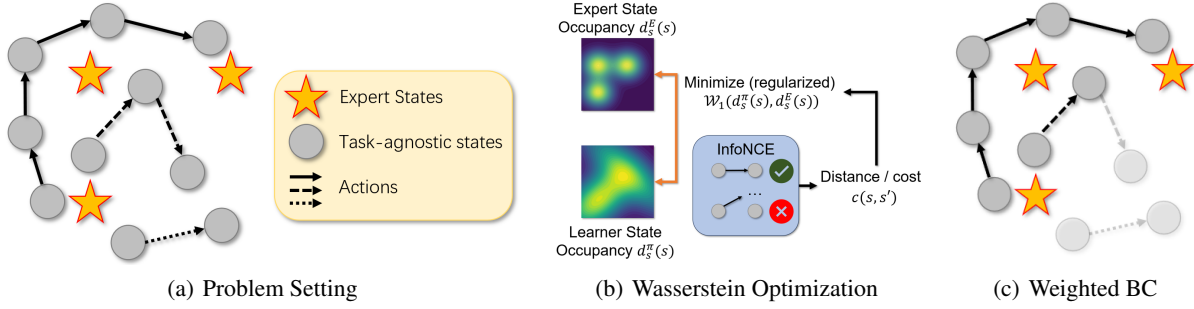 Expert States
Task-agnostic states
Actions
(a) Problem Setting
Expert State
Occupancy $d_s^E(s)$
Minimize (regularized)
$\mathcal{W}_1(d_s^\pi(s), d_s^E(s))$
InfoNCE
...
Distance / cost
$c(s, s')$
Learner State
Occupancy $d_s^\pi(s)$
(b) Wasserstein Optimization
(c) Weighted BC